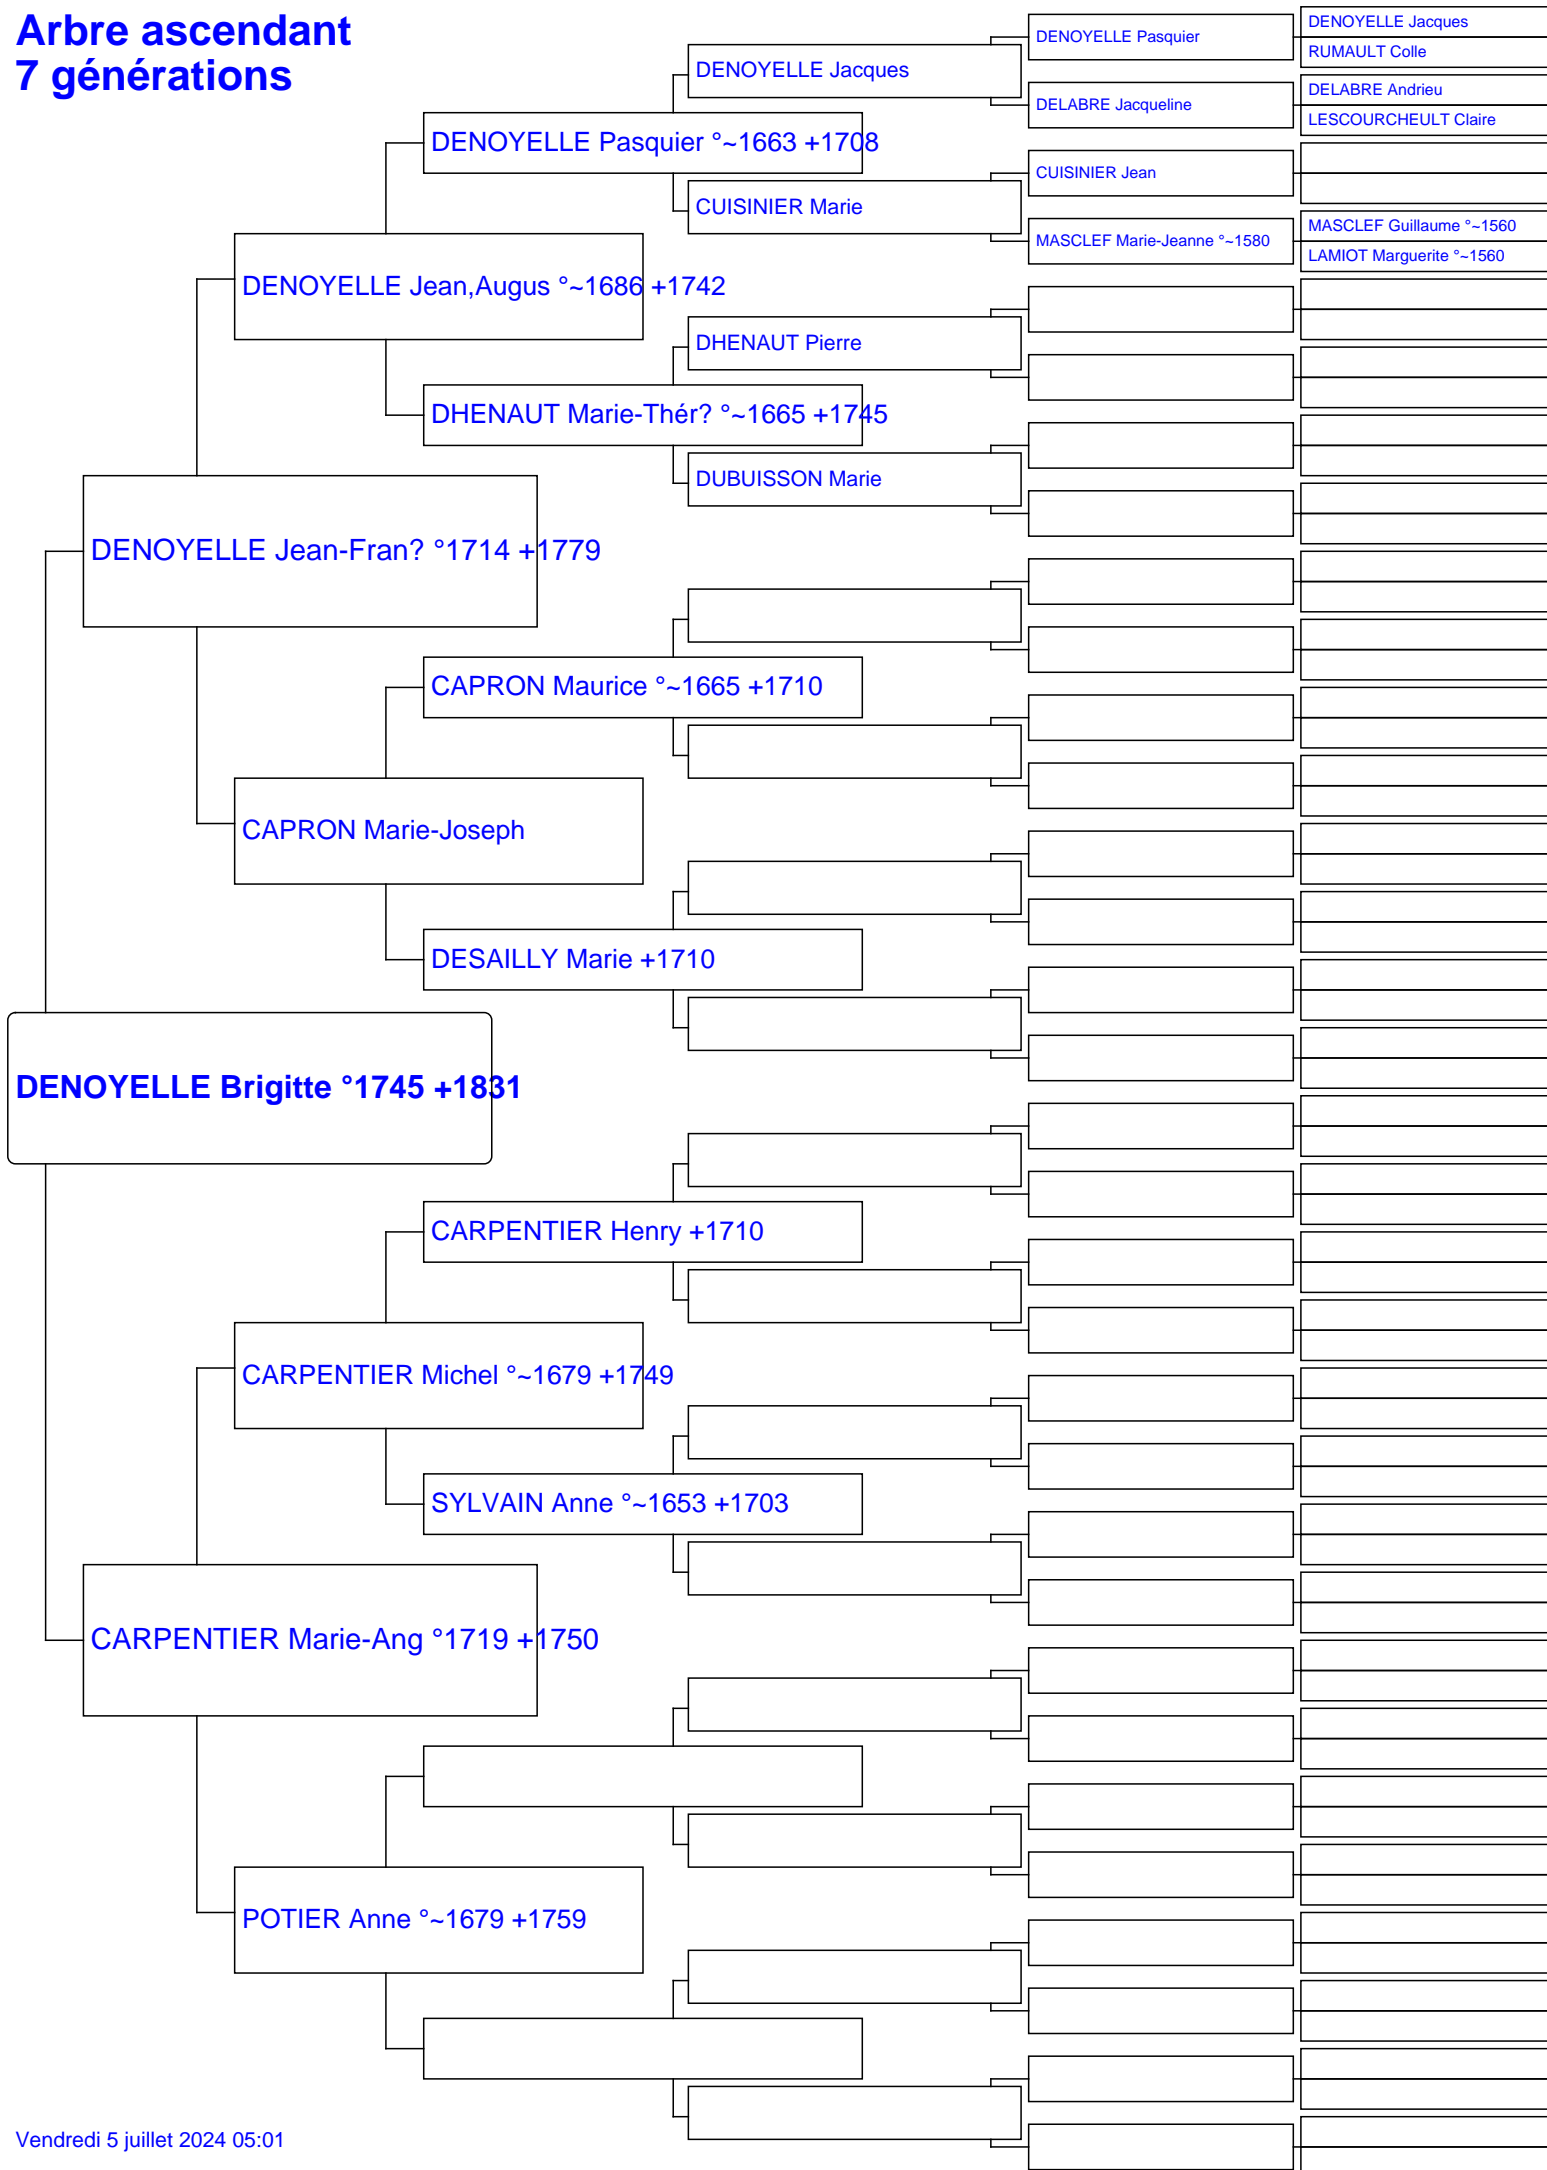 Arbre ascendant
7 générations
DENOYELLE Jacques
RUMAULT Colle
DENOYELLE Pasquier
DENOYELLE Jacques
DELABRE Andrieu
DELABRE Jacqueline
LESCOURCHEULT Claire
DENOYELLE Pasquier °~1663 +1708
CUISINIER Jean
CUISINIER Marie
MASCLEF Guillaume °~1560
MASCLEF Marie-Jeanne °~1580
LAMIOT Marguerite °~1560
DENOYELLE Jean,Augus °~1686 +1742
DHENAUT Pierre
DHENAUT Marie-Thér? °~1665 +1745
DUBUISSON Marie
DENOYELLE Jean-Fran? °1714 +1779
CAPRON Maurice °~1665 +1710
CAPRON Marie-Joseph
DESAILLY Marie +1710
DENOYELLE Brigitte °1745 +1831
CARPENTIER Henry +1710
CARPENTIER Michel °~1679 +1749
SYLVAIN Anne °~1653 +1703
CARPENTIER Marie-Ang °1719 +1750
POTIER Anne °~1679 +1759
Vendredi 5 juillet 2024 05:01